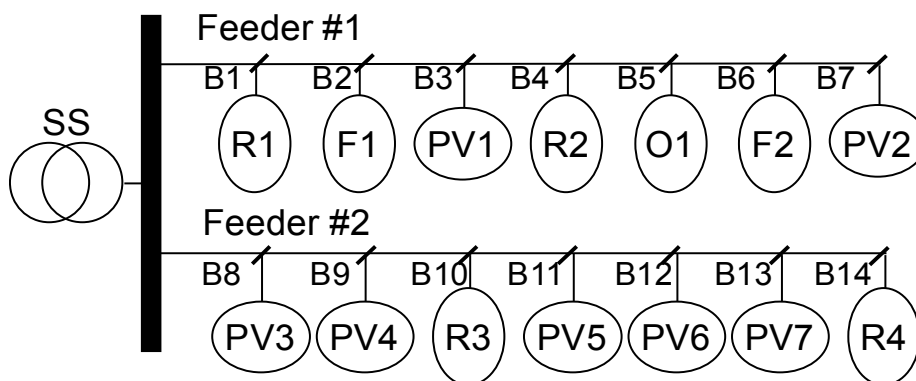 Feeder #1
B1 B2 B3 B4 B5 B6 B7
SS
R1 F1 PV1 R2 O1 F2 PV2
Feeder #2
B8 B9 B10 B11 B12 B13 B14
PV3 PV4 R3 PV5 PV6 PV7 R4